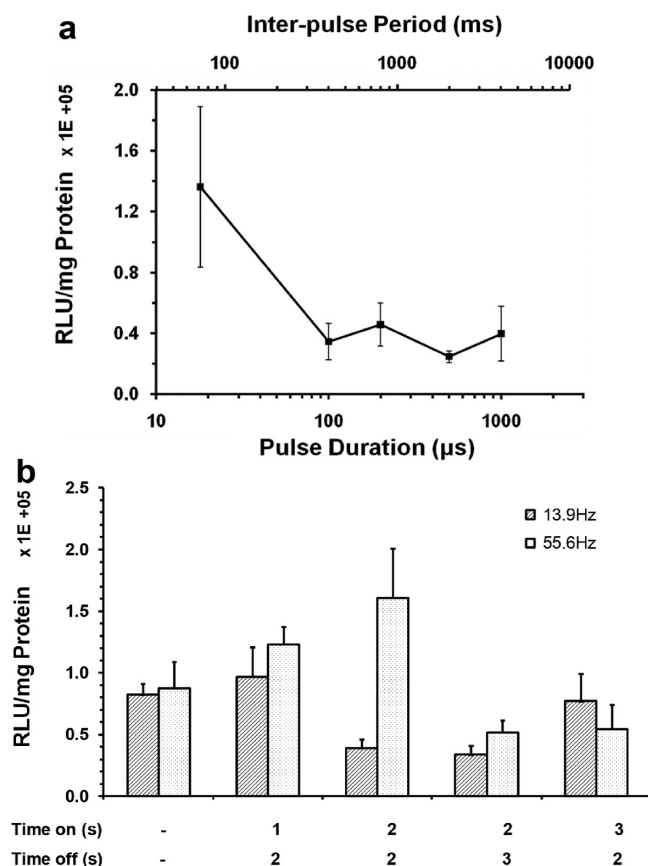 a
Inter-pulse Period (ms)
100 1000 10000
RLU/mg Protein x 1E +05
2.0
1.6
1.2
0.8
0.4
0.0
10 100 1000
Pulse Duration (µs)
b
RLU/mg Protein x 1E +05
2.5
2.0
1.5
1.0
0.5
0.0
13.9Hz
55.6Hz
Time on (s) - 1 2 2 3
Time off (s) - 2 2 3 2